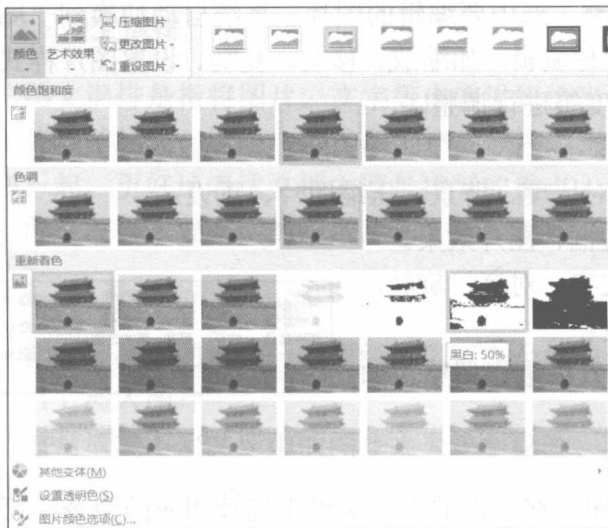 压缩图片
更改图片
重设图片
颜色
艺术效果
颜色饱和度
色调
重新着色
黑白: 50%
其他变体(M)
设置透明色(S)
图片颜色选项(C)...